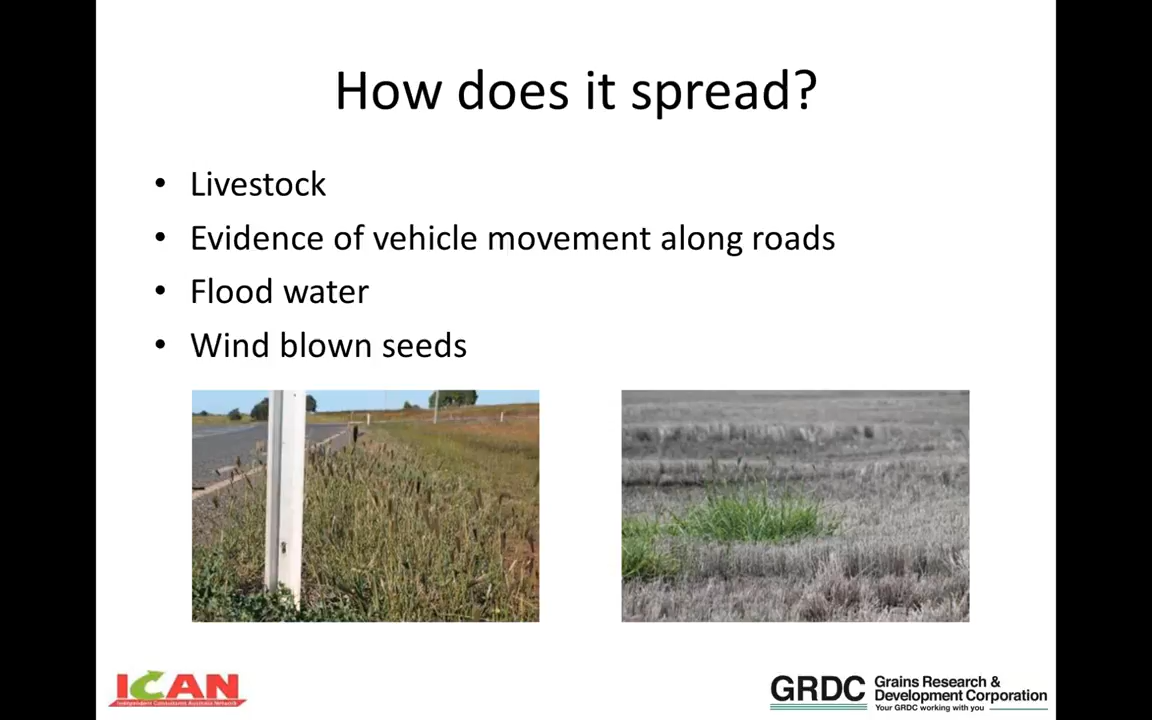 How does it spread?
• Livestock
• Evidence of vehicle movement along roads
• Flood water
• Wind blown seeds
ICAN
Independent Consultants Australia Network
GRDC
Grains Research &
Development Corporation
Your GRDC working with you